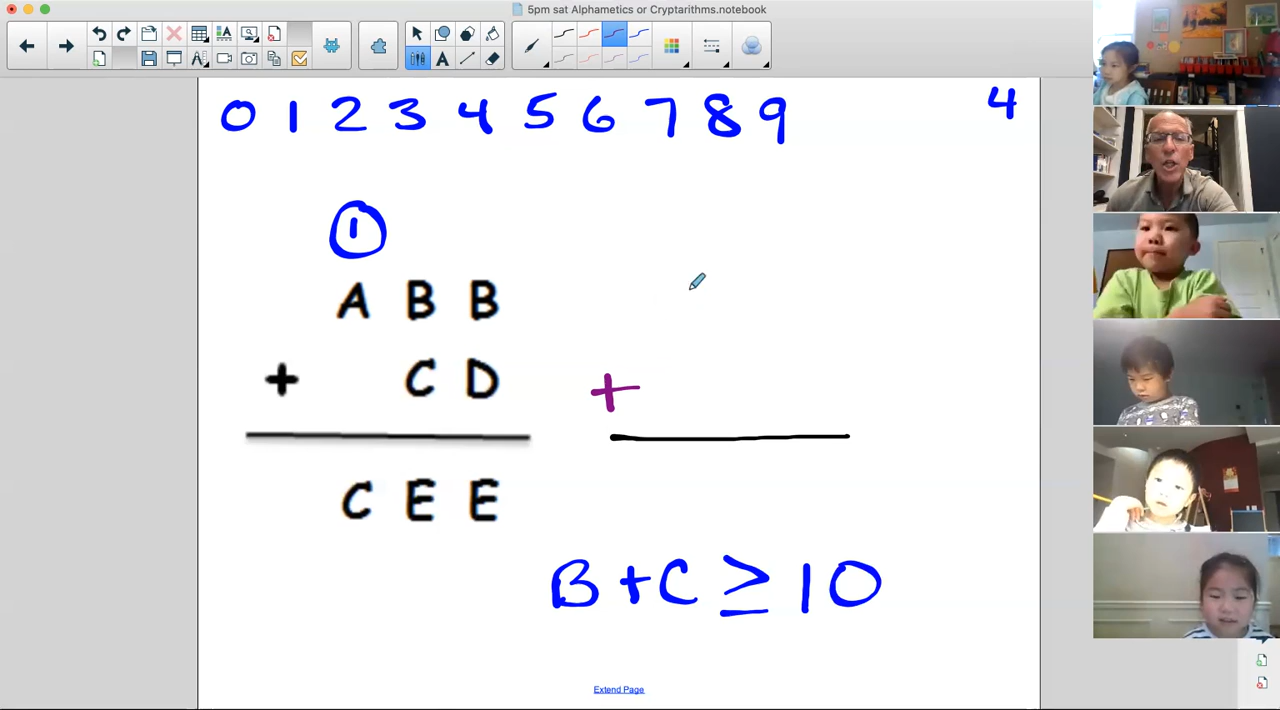 5pm sat Alphametics or Cryptarithms.notebook
0 1 2 3 4 5 6 7 8 9
4
1
A B B
+ C D
+
C E E
B + C ≥ 10
Extend Page